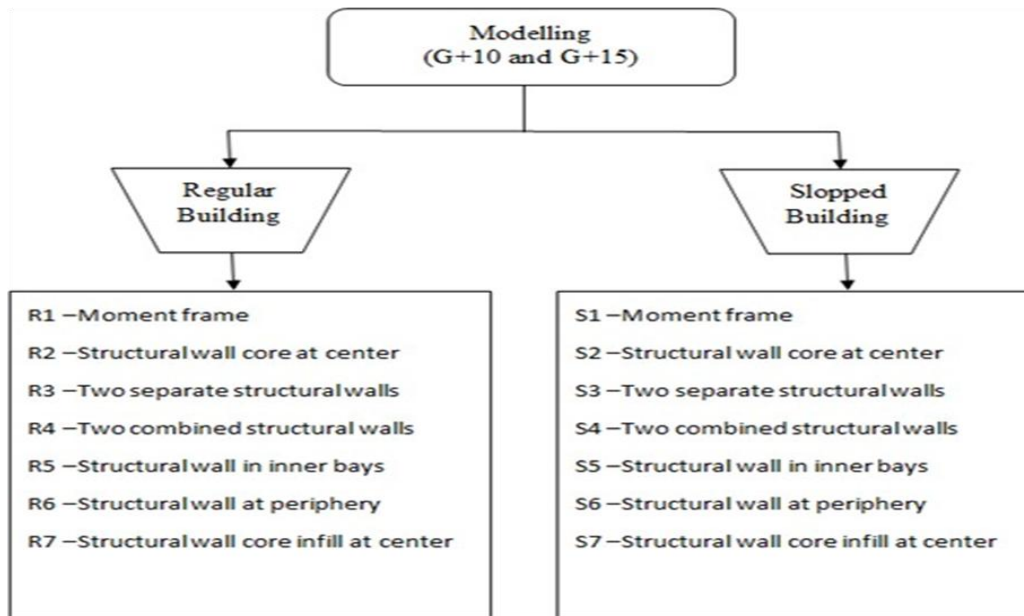 Modelling
(G+10 and G+15)
Regular
Building
Slopped
Building
R1 –Moment frame
R2 –Structural wall core at center
R3 –Two separate structural walls
R4 –Two combined structural walls
R5 –Structural wall in inner bays
R6 –Structural wall at periphery
R7 –Structural wall core infill at center
S1 –Moment frame
S2 –Structural wall core at center
S3 –Two separate structural walls
S4 –Two combined structural walls
S5 –Structural wall in inner bays
S6 –Structural wall at periphery
S7 –Structural wall core infill at center